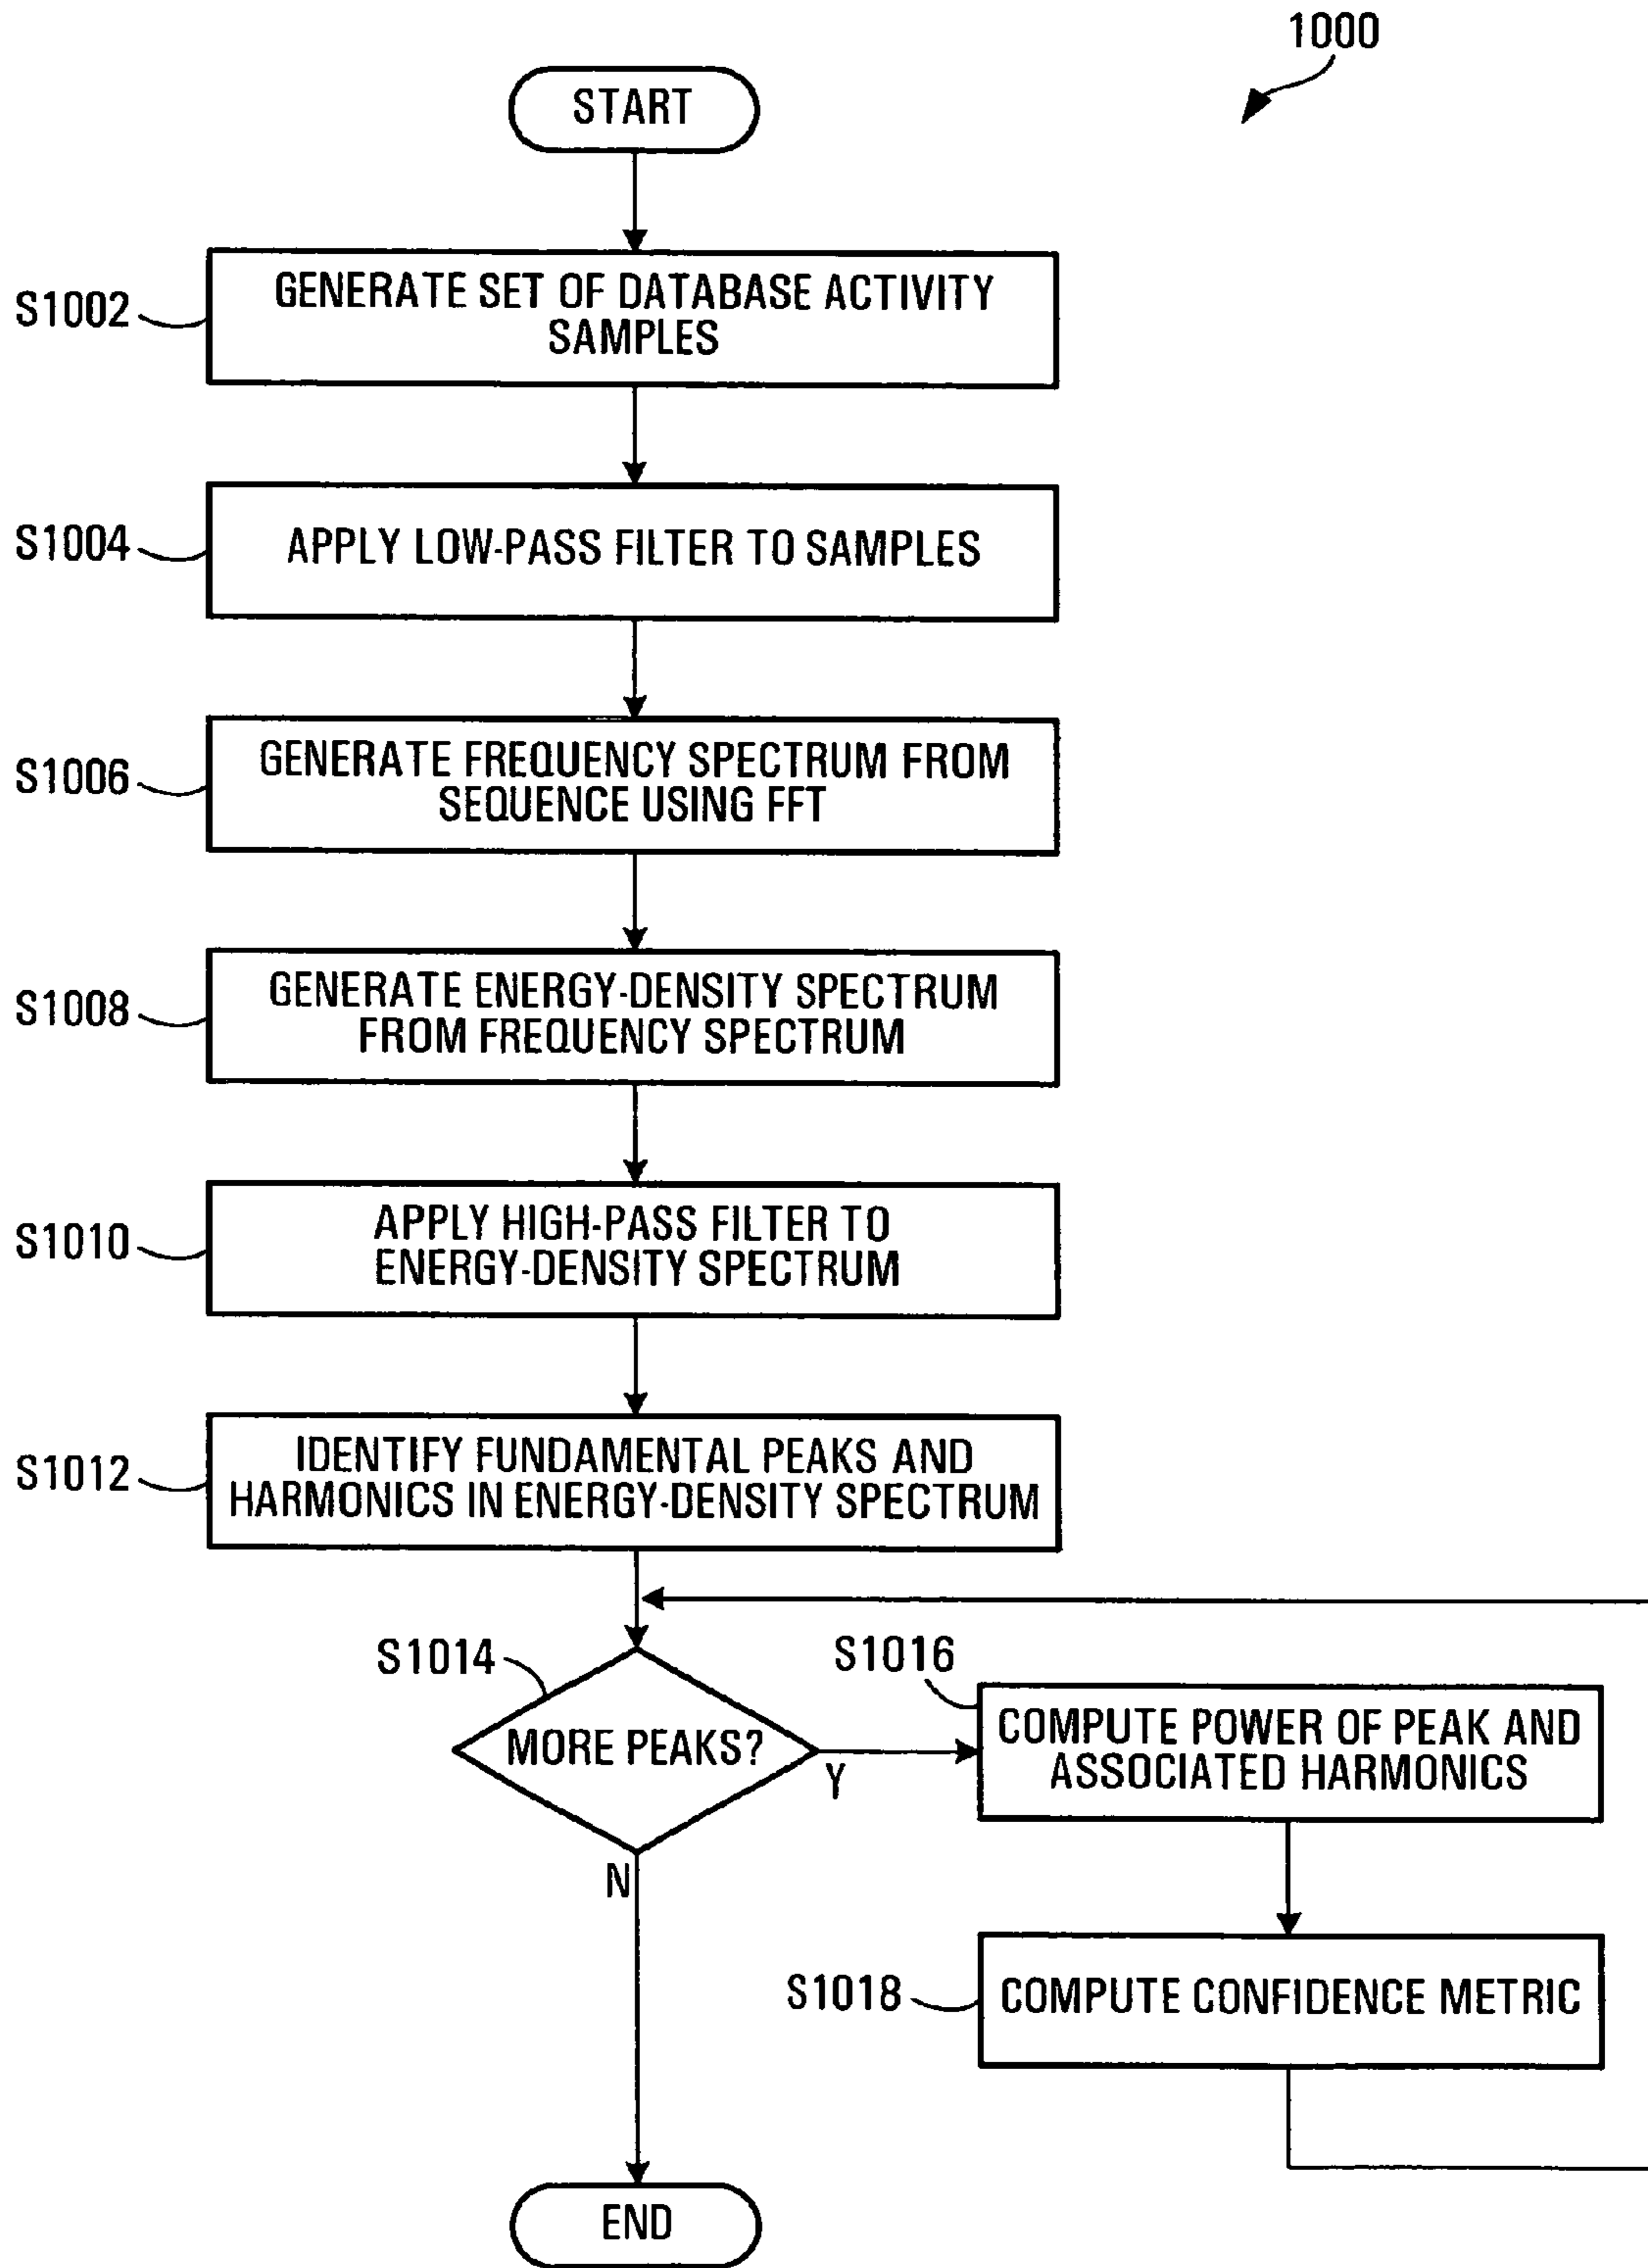 1000
START
S1002
GENERATE SET OF DATABASE ACTIVITY
SAMPLES
S1004
APPLY LOW-PASS FILTER TO SAMPLES
S1006
GENERATE FREQUENCY SPECTRUM FROM
SEQUENCE USING FFT
S1008
GENERATE ENERGY-DENSITY SPECTRUM
FROM FREQUENCY SPECTRUM
S1010
APPLY HIGH-PASS FILTER TO
ENERGY-DENSITY SPECTRUM
S1012
IDENTIFY FUNDAMENTAL PEAKS AND
HARMONICS IN ENERGY-DENSITY SPECTRUM
S1014
MORE PEAKS?
Y
N
S1016
COMPUTE POWER OF PEAK AND
ASSOCIATED HARMONICS
S1018
COMPUTE CONFIDENCE METRIC
END